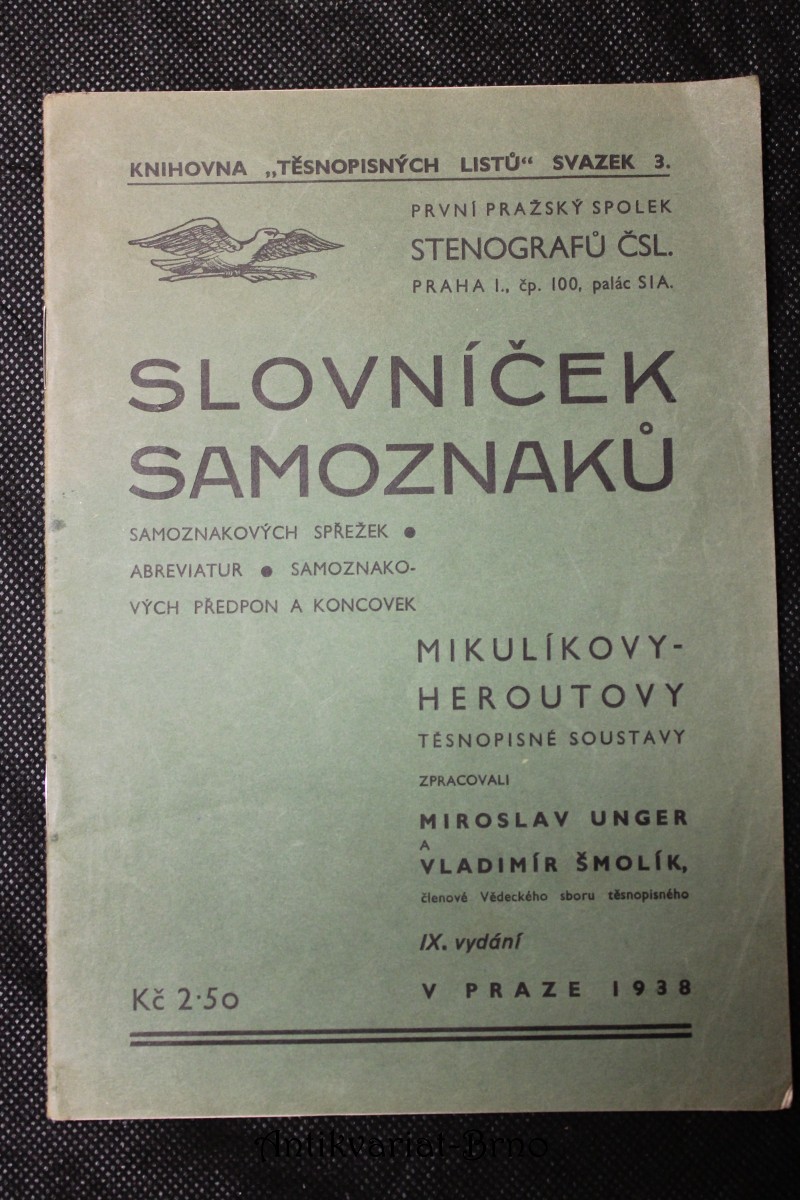 KNIHOVNA „TĚSNOPISNÝCH LISTŮ“ SVAZEK 3.
PRVNÍ PRAŽSKÝ SPOLEK
STENOGRAFŮ ČSL.
PRAHA I., čp. 100, palác SIA.
SLOVNÍČEK
SAMOZNAKŮ
SAMOZNAKOVÝCH SPŘEŽEK ●
ABREVIATUR ● SAMOZNAKO-
VÝCH PŘEDPON A KONCOVEK
MIKULÍKOVY-
HEROUTOVY
TĚSNOPISNÉ SOUSTAVY
ZPRACOVALI
MIROSLAV UNGER
A
VLADIMÍR ŠMOLÍK,
členové Vědeckého sboru těsnopisného
IX. vydání
Kč 2·50
V PRAZE 1938
Antikvariat-Brno